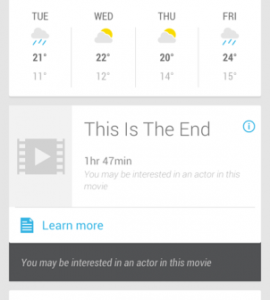 TUE WED THU FRI
21° 22° 20° 24°
11° 12° 14° 15°
This Is The End
1hr 47min
You may be interested in an actor in this
movie
Learn more
You may be interested in an actor in this movie